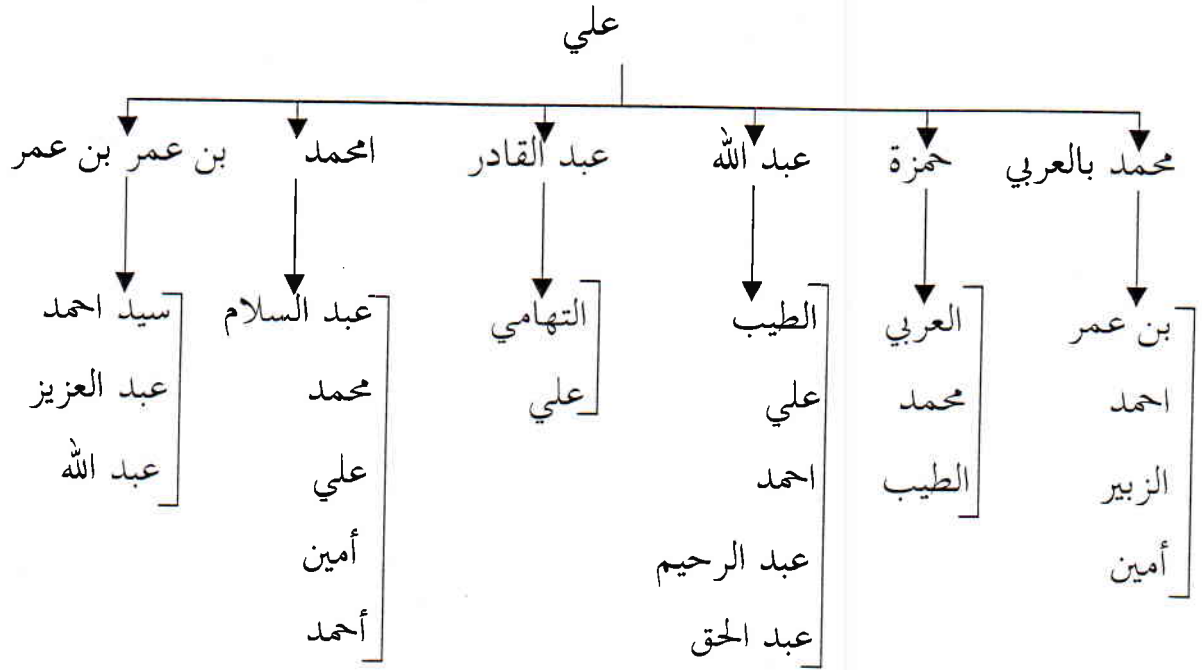 علي
محمد بالعربي
حمزة
عبد الله
عبد القادر
امحمد
بن عمر بن عمر
بن عمر
احمد
الزبير
أمين
العربي
محمد
الطيب
الطيب
علي
احمد
عبد الرحيم
عبد الحق
التهامي
علي
عبد السلام
محمد
علي
أمين
أحمد
سيد احمد
عبد العزيز
عبد الله